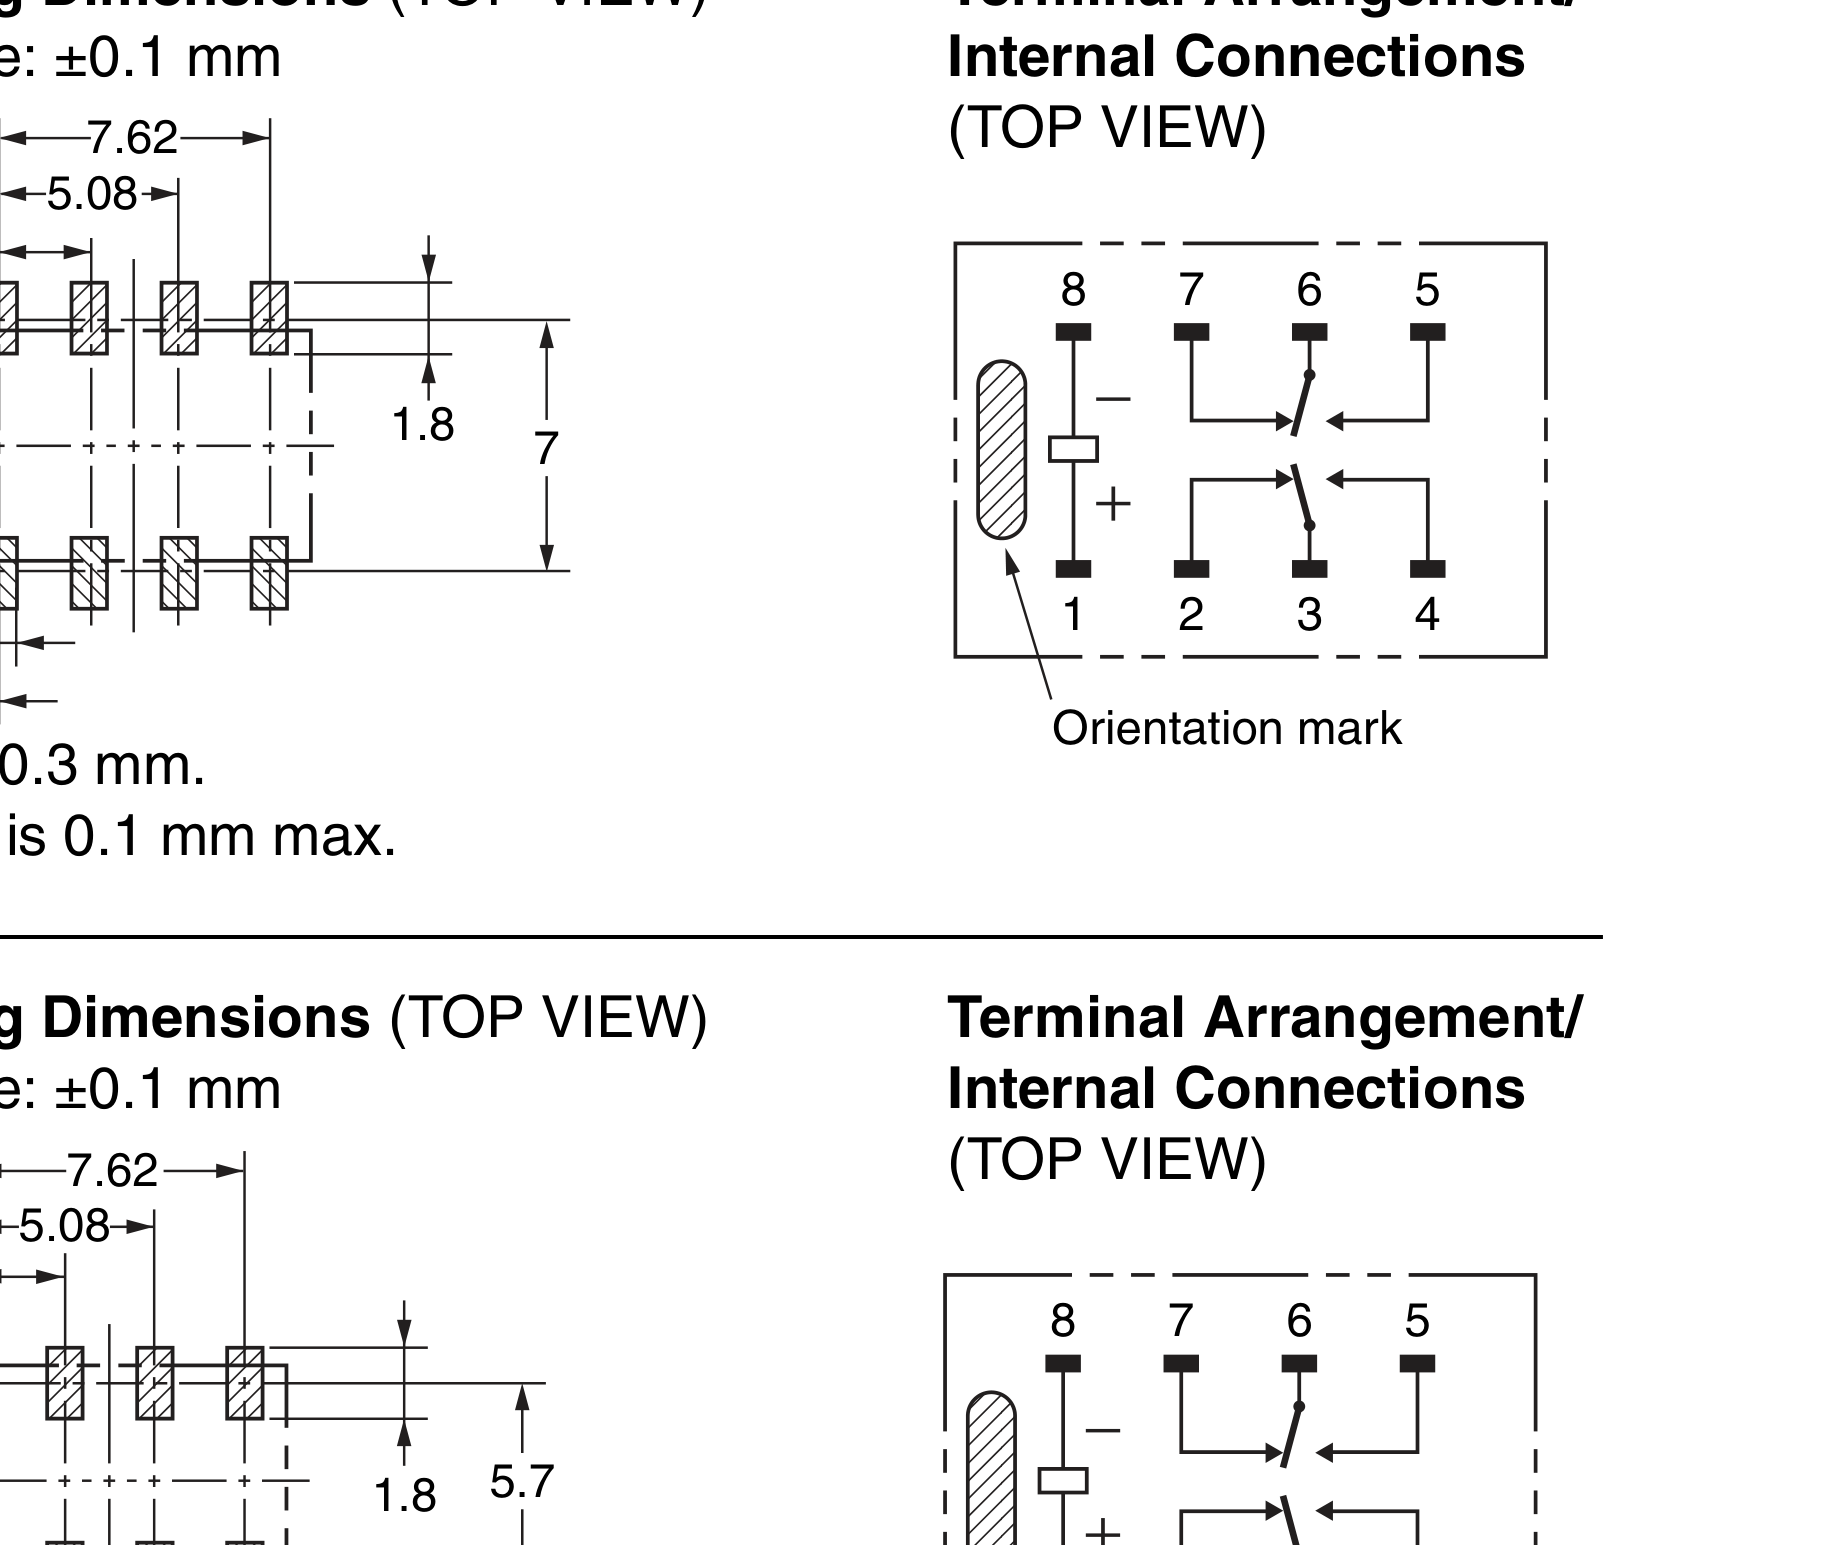 g Dimensions (TOP VIEW)
e: ±0.1 mm
7.62
5.08
1.8
7
0.3 mm.
is 0.1 mm max.
Terminal Arrangement/
Internal Connections
(TOP VIEW)
8 7 6 5
−
+
1 2 3 4
Orientation mark
g Dimensions (TOP VIEW)
e: ±0.1 mm
7.62
5.08
1.8
5.7
Terminal Arrangement/
Internal Connections
(TOP VIEW)
8 7 6 5
−
+